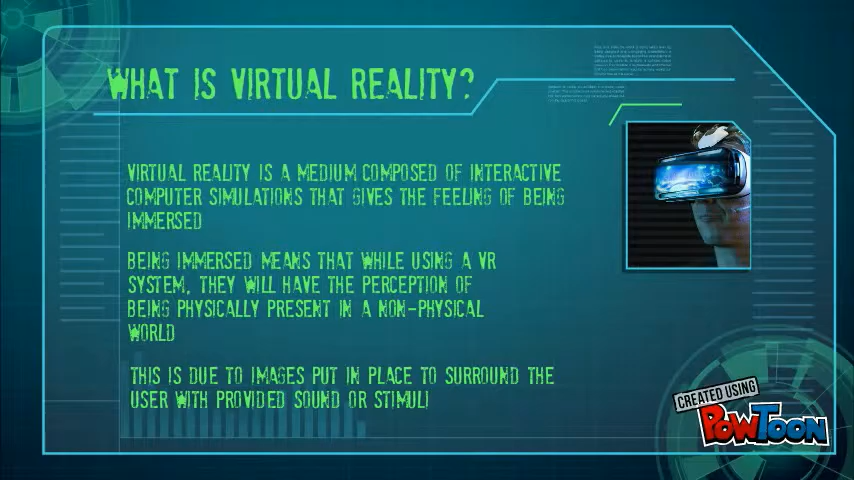 WHAT IS VIRTUAL REALITY?
VIRTUAL REALITY IS A MEDIUM COMPOSED OF INTERACTIVE
COMPUTER SIMULATIONS THAT GIVES THE FEELING OF BEING
IMMERSED
BEING IMMERSED MEANS THAT WHILE USING A VR
SYSTEM, THEY WILL HAVE THE PERCEPTION OF
BEING PHYSICALLY PRESENT IN A NON-PHYSICAL
WORLD
THIS IS DUE TO IMAGES PUT IN PLACE TO SURROUND THE
USER WITH PROVIDED SOUND OR STIMULI
CREATED USING
POWTOON